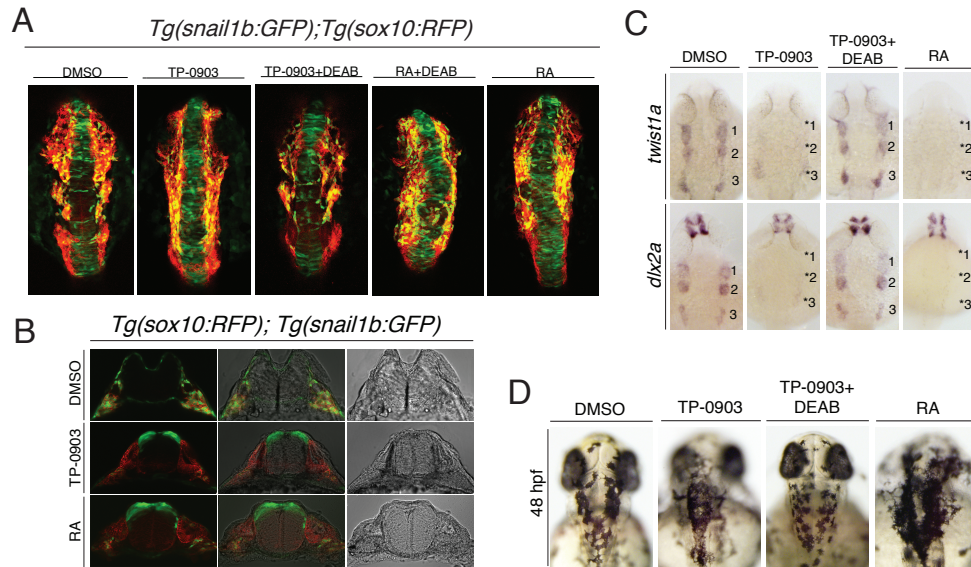 A
Tg(snail1b:GFP);Tg(sox10:RFP)
DMSO TP-0903 TP-0903+DEAB RA+DEAB RA
B
Tg(sox10:RFP); Tg(snail1b:GFP)
DMSO
TP-0903
RA
C
DMSO TP-0903 TP-0903+ DEAB RA
twist1a
1 *1 1 *1
2 *2 2 *2
3 *3 3 *3
dlx2a
1 *1 1 *1
2 *2 2 *2
3 *3 3 *3
D
DMSO TP-0903 TP-0903+ DEAB RA
48 hpf